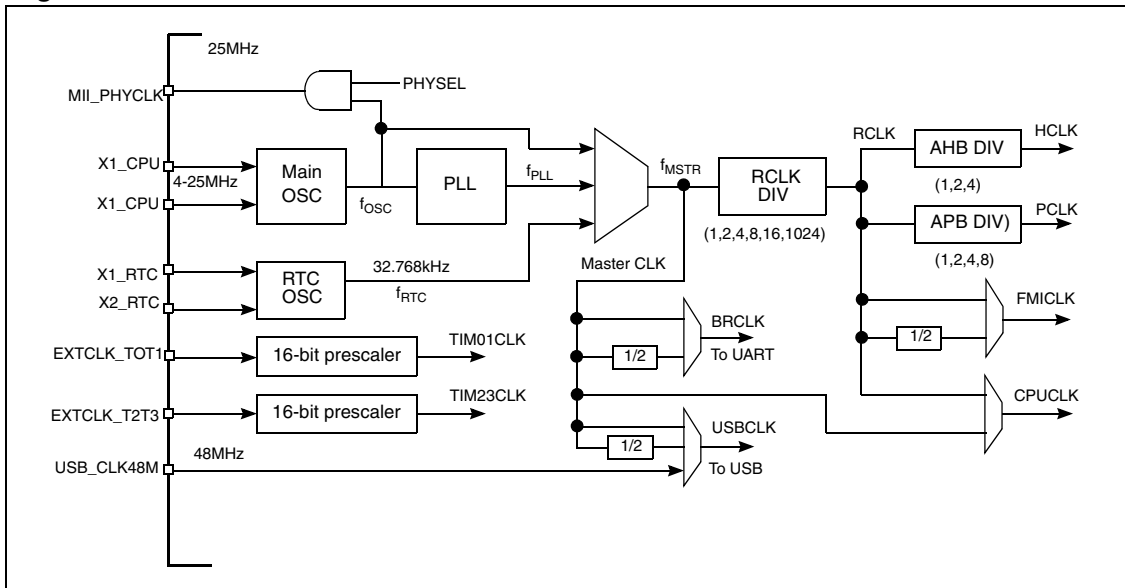 25MHz
MII_PHYCLK
PHYSEL
X1_CPU
4-25MHz
X1_CPU
Main
OSC
fOSC
PLL
fPLL
fMSTR
RCLK
DIV
(1,2,4,8,16,1024)
RCLK
AHB DIV
(1,2,4)
HCLK
APB DIV)
(1,2,4,8)
PCLK
X1_RTC
X2_RTC
RTC
OSC
32.768kHz
fRTC
Master CLK
1/2
FMICLK
EXTCLK_TOT1
16-bit prescaler
TIM01CLK
1/2
BRCLK
To UART
EXTCLK_T2T3
16-bit prescaler
TIM23CLK
CPUCLK
USB_CLK48M
48MHz
1/2
USBCLK
To USB